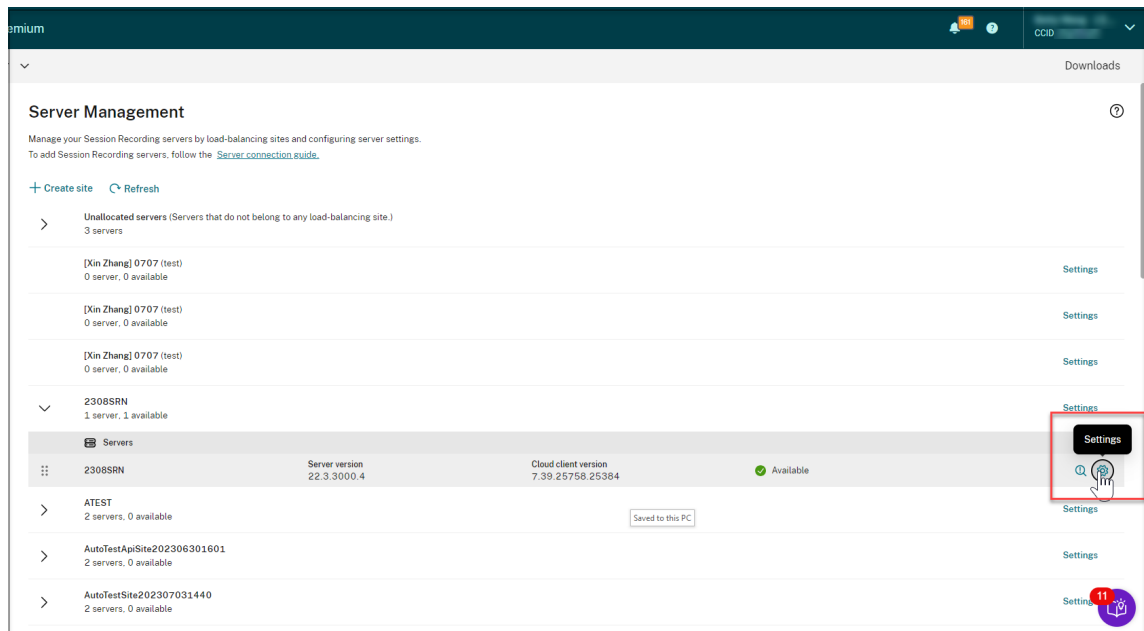 emium
161
CCID
Downloads
Server Management
Manage your Session Recording servers by load-balancing sites and configuring server settings.
To add Session Recording servers, follow the Server connection guide.
Create site Refresh
Unallocated servers (Servers that do not belong to any load-balancing site.)
3 servers
[Xin Zhang] 0707 (test)
0 server, 0 available
Settings
[Xin Zhang] 0707 (test)
0 server, 0 available
Settings
[Xin Zhang] 0707 (test)
0 server, 0 available
Settings
2308SRN
1 server, 1 available
Settings
Servers
Settings
2308SRN
Server version
22.3.3000.4
Cloud client version
7.39.25758.25384
Available
ATEST
2 servers, 0 available
Settings
Saved to this PC
AutoTestApiSite202306301601
2 servers, 0 available
Settings
AutoTestSite202307031440
2 servers, 0 available
Setting
11